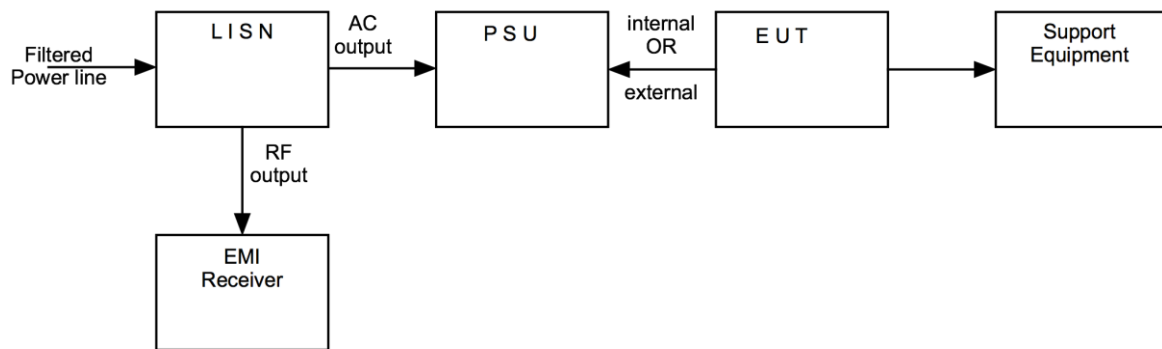 Filtered
Power line
L I S N
AC
output
P S U
internal
OR
external
E U T
Support
Equipment
RF
output
EMI
Receiver